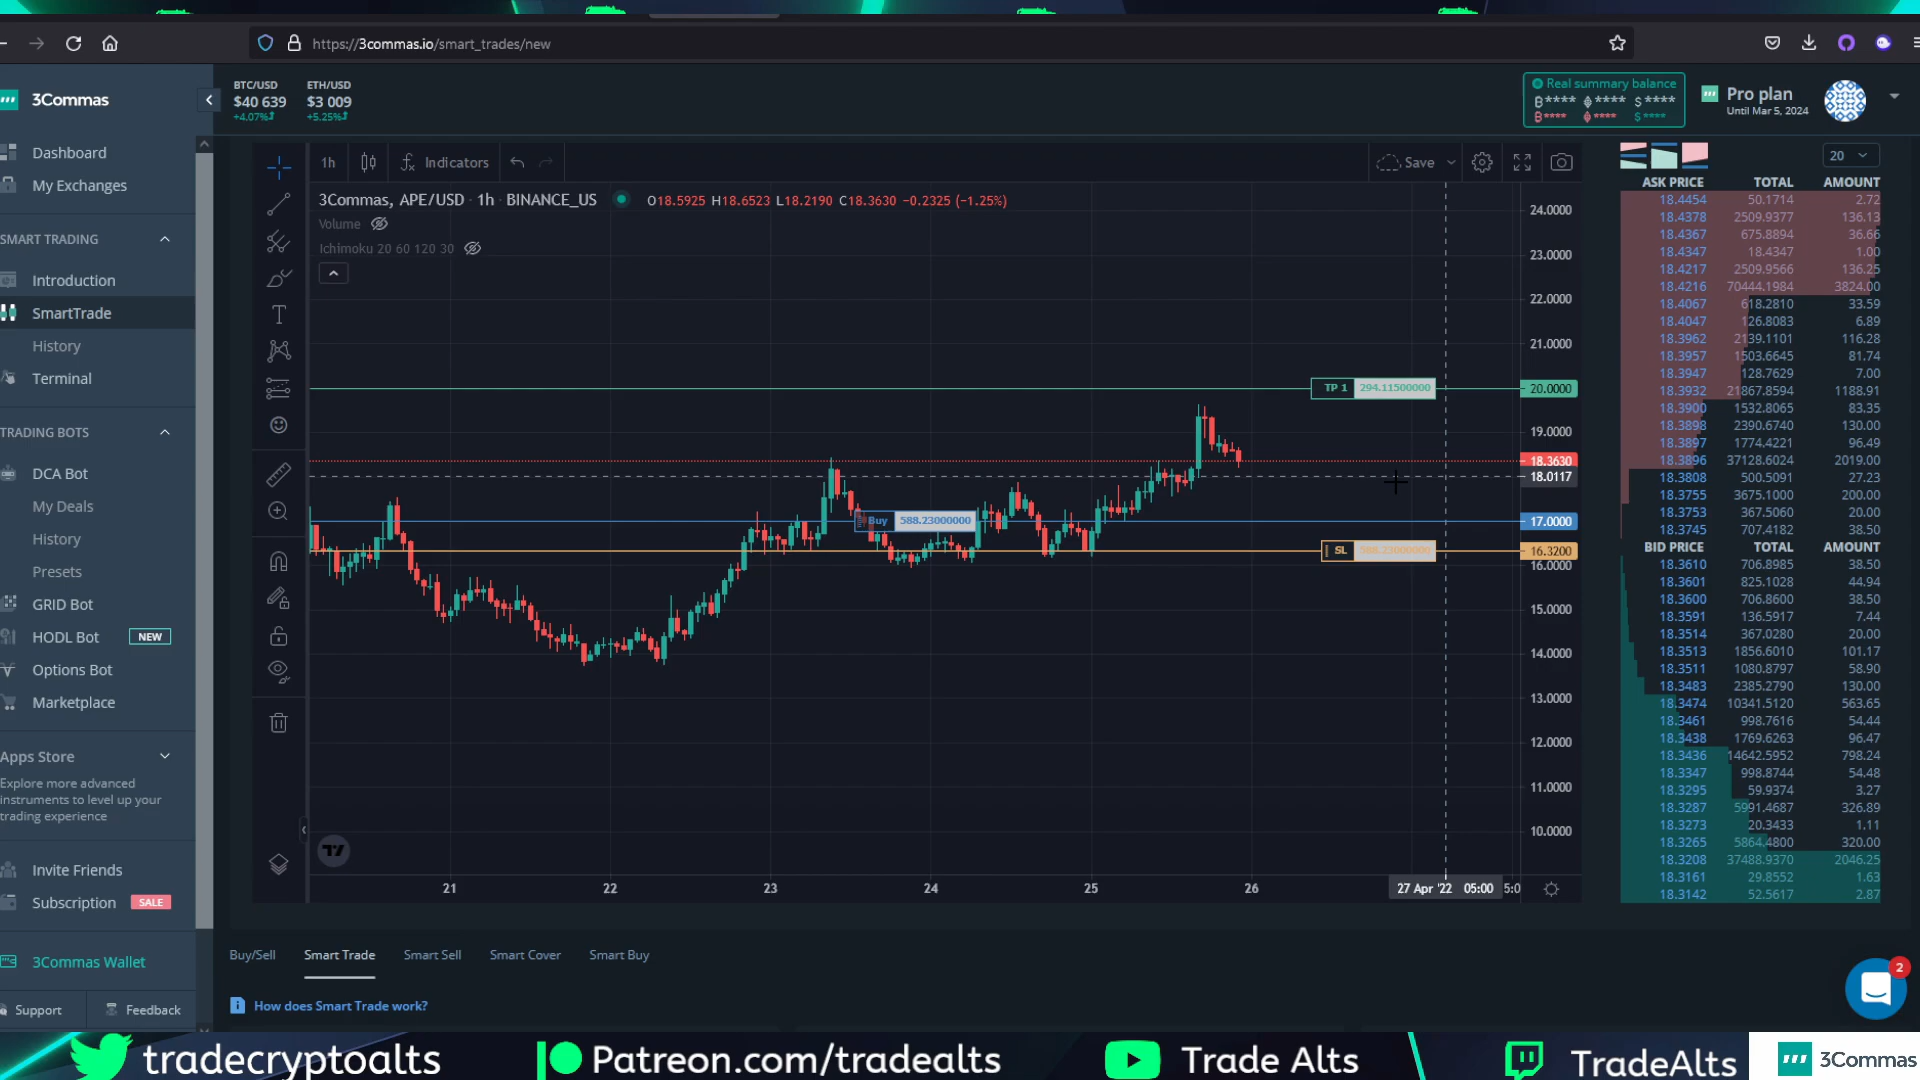 https://3commas.io/smart_trades/new
3Commas
BTC/USD
$40 639
+4.07%
ETH/USD
$3 009
+5.25%
Real summary balance
B**** **** $****
B**** **** $****
Pro plan
Until Mar 5, 2024
Dashboard
My Exchanges
SMART TRADING
Introduction
SmartTrade
History
Terminal
TRADING BOTS
DCA Bot
My Deals
History
Presets
GRID Bot
HODL Bot NEW
Options Bot
Marketplace
Apps Store
Explore more advanced
instruments to level up your
trading experience
Invite Friends
Subscription SALE
3Commas Wallet
Support
Feedback
1h
Indicators
Save
3Commas, APE/USD · 1h · BINANCE_US
O18.5925 H18.6523 L18.2190 C18.3630 −0.2325 (−1.25%)
Volume
Ichimoku 20 60 120 30
TP 1 294.11500000
Buy 588.23000000
SL 588.23000000
24.0000
23.0000
22.0000
21.0000
20.0000
19.0000
18.3630
18.0117
17.0000
16.3200
16.0000
15.0000
14.0000
13.0000
12.0000
11.0000
10.0000
21 22 23 24 25 26 27 Apr '22 05:00 5:0
20
ASK PRICE TOTAL AMOUNT
18.4454 50.1714 2.72
18.4378 2509.9377 136.13
18.4367 675.8894 36.66
18.4347 18.4347 1.00
18.4217 2509.9566 136.25
18.4216 70444.1984 3824.00
18.4067 618.2810 33.59
18.4047 126.8083 6.89
18.3962 2139.1101 116.28
18.3957 1503.6645 81.74
18.3947 128.7629 7.00
18.3932 21867.8594 1188.91
18.3900 1532.8065 83.35
18.3898 2390.6740 130.00
18.3897 1774.4221 96.49
18.3896 37128.6024 2019.00
18.3808 500.5091 27.23
18.3755 3675.1000 200.00
18.3753 367.5060 20.00
18.3745 707.4182 38.50
BID PRICE TOTAL AMOUNT
18.3610 706.8985 38.50
18.3601 825.1028 44.94
18.3600 706.8600 38.50
18.3591 136.5917 7.44
18.3514 367.0280 20.00
18.3513 1856.6010 101.17
18.3511 1080.8797 58.90
18.3483 2385.2790 130.00
18.3474 10341.5120 563.65
18.3461 998.7616 54.44
18.3438 1769.6263 96.47
18.3436 14642.5952 798.24
18.3347 998.8744 54.48
18.3295 59.9374 3.27
18.3287 5991.4687 326.89
18.3273 20.3433 1.11
18.3265 5864.4800 320.00
18.3208 37488.9370 2046.25
18.3161 29.8552 1.63
18.3142 52.5617 2.87
Buy/Sell
Smart Trade
Smart Sell
Smart Cover
Smart Buy
How does Smart Trade work?
2
tradecryptoalts
Patreon.com/tradealts
Trade Alts
TradeAlts
3Commas